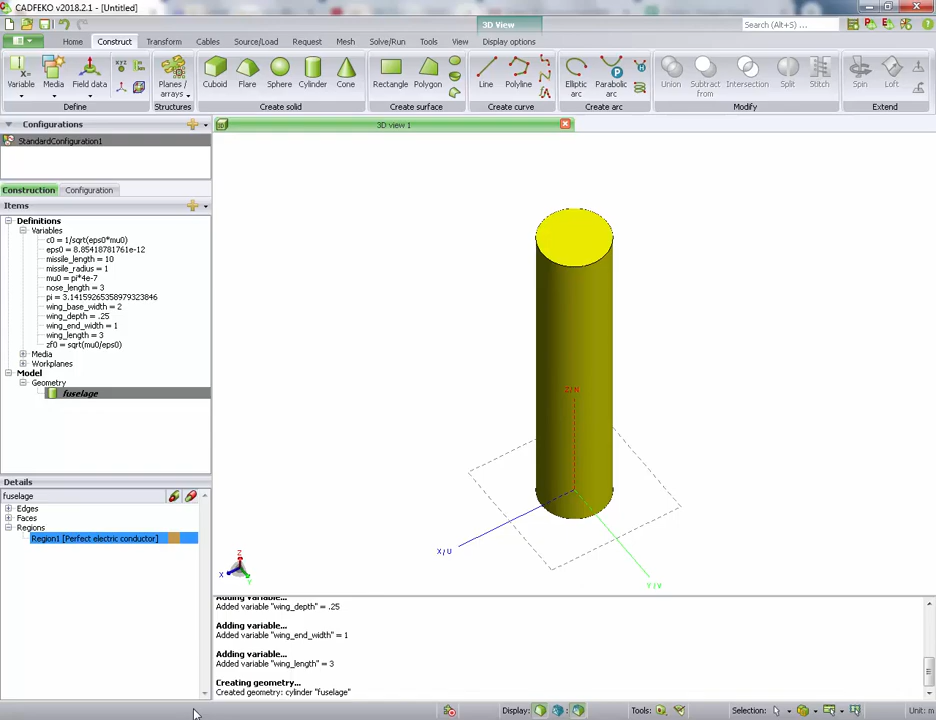 CADFEKO v2018.2.1 - [Untitled]
3D View
Search (Alt+S) . . .
Home
Construct
Transform
Cables
Source/Load
Request
Mesh
Solve/Run
Tools
View
Display options
Variable
Media
Field data
Planes / arrays
Cuboid
Flare
Sphere
Cylinder
Cone
Rectangle
Polygon
Line
Polyline
Elliptic arc
Parabolic arc
Union
Subtract from
Intersection
Split
Stitch
Spin
Loft
Define
Structures
Create solid
Create surface
Create curve
Create arc
Modify
Extend
Configurations
StandardConfiguration1
Construction
Configuration
Items
Definitions
Variables
c0 = 1/sqrt(eps0*mu0)
eps0 = 8.85418781761e-12
missile_length = 10
missile_radius = 1
mu0 = pi*4e-7
nose_length = 3
pi = 3.14159265358979323846
wing_base_width = 2
wing_depth = .25
wing_end_width = 1
wing_length = 3
zf0 = sqrt(mu0/eps0)
Media
Workplanes
Model
Geometry
fuselage
Details
fuselage
Edges
Faces
Regions
Region1 [Perfect electric conductor]
3D view 1
Z/N
X/U
Y/V
Z
X
Y
Adding variable...
Added variable "wing_depth" = .25
Adding variable...
Added variable "wing_end_width" = 1
Adding variable...
Added variable "wing_length" = 3
Creating geometry...
Created geometry: cylinder "fuselage"
Display:
Tools:
Selection:
Unit: m